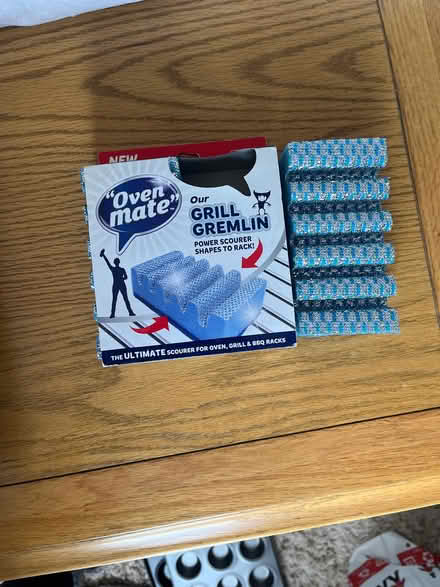 NEW
"Oven
mate"
Our
GRILL
GREMLIN
POWER SCOURER
SHAPES TO RACK!
THE ULTIMATE SCOURER FOR OVEN, GRILL & BBQ RACKS